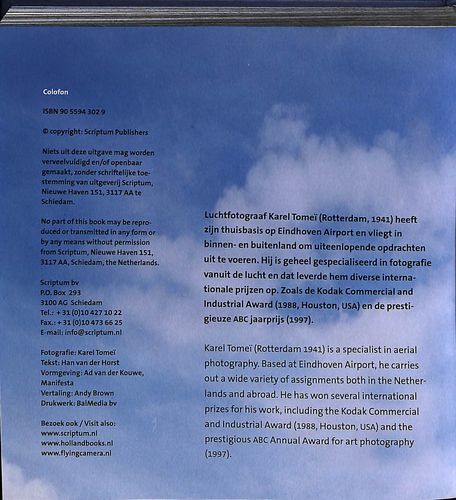 Colofon
ISBN 90 5594 302 9
© copyright: Scriptum Publishers
Niets uit deze uitgave mag worden
verveelvuldigd en/of openbaar
gemaakt, zonder schriftelijke toe-
stemming van uitgeverij Scriptum,
Nieuwe Haven 151, 3117 AA te
Schiedam.
No part of this book may be repro-
duced or transmitted in any form or
by any means without permission
from Scriptum, Nieuwe Haven 151,
3117 AA, Schiedam, the Netherlands.
Scriptum bv
P.O. Box 293
3100 AG Schiedam
Tel.: + 31 (0)10 427 10 22
Fax.: + 31 (0)10 473 66 25
E-mail: info@scriptum.nl
Fotografie: Karel Tomeï
Tekst: Han van der Horst
Vormgeving: Ad van der Kouwe,
Manifesta
Vertaling: Andy Brown
Drukwerk: BalMedia bv
Bezoek ook / Visit also:
www.scriptum.nl
www.hollandbooks.nl
www.flyingcamera.nl
Luchtfotograaf Karel Tomeï (Rotterdam, 1941) heeft
zijn thuisbasis op Eindhoven Airport en vliegt in
binnen- en buitenland om uiteenlopende opdrachten
uit te voeren. Hij is geheel gespecialiseerd in fotografie
vanuit de lucht en dat leverde hem diverse interna-
tionale prijzen op. Zoals de Kodak Commercial and
Industrial Award (1988, Houston, USA) en de presti-
gieuze ABC jaarprijs (1997).
Karel Tomeï (Rotterdam 1941) is a specialist in aerial
photography. Based at Eindhoven Airport, he carries
out a wide variety of assignments both in the Nether-
lands and abroad. He has won several international
prizes for his work, including the Kodak Commercial
and Industrial Award (1988, Houston, USA) and the
prestigious ABC Annual Award for art photography
(1997).